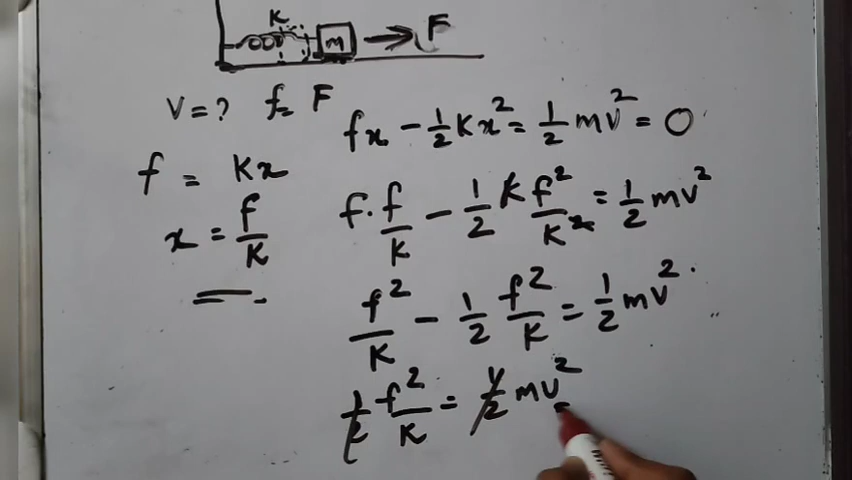 K
m F
V = ? f = F
fx - 1/2 Kx² = 1/2 mv² = 0
f = Kx
f . f/K - 1/2 K f²/K² = 1/2 mv²
x = f/K
f²/K - 1/2 f²/K = 1/2 mv²
1/2 f²/K = 1/2 mv²